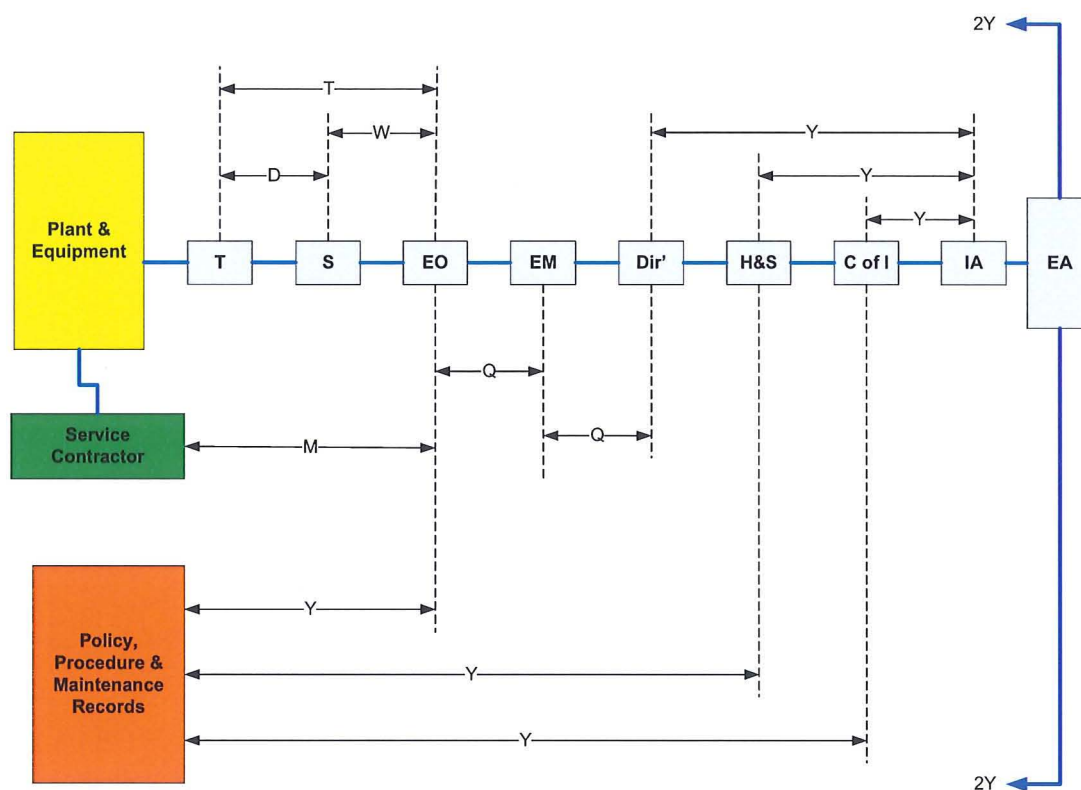 2Y
T
W
Y
D
Y
Y
Plant &
Equipment
T
S
EO
EM
Dir'
H&S
C of I
IA
EA
Q
Service
Contractor
M
Q
Y
Policy,
Procedure &
Maintenance
Records
Y
Y
2Y